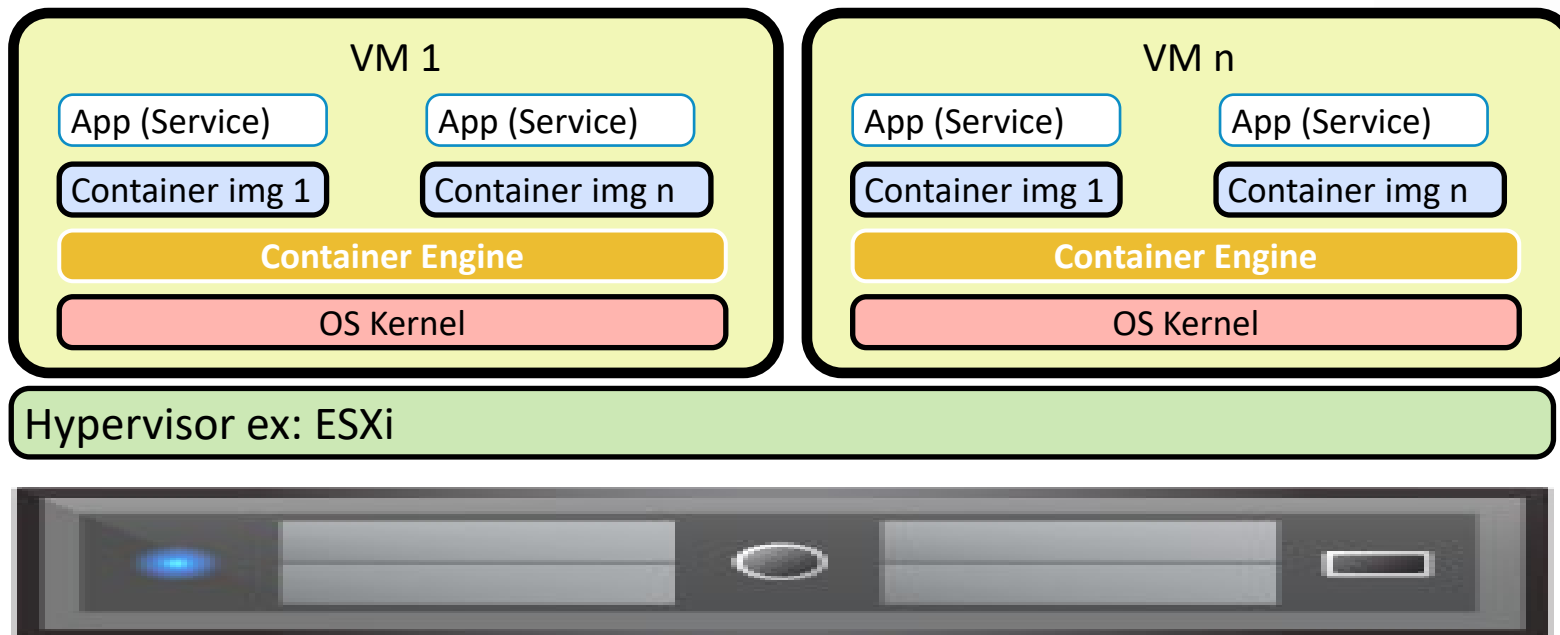 VM 1
App (Service)
App (Service)
Container img 1
Container img n
Container Engine
OS Kernel
VM n
App (Service)
App (Service)
Container img 1
Container img n
Container Engine
OS Kernel
Hypervisor ex: ESXi